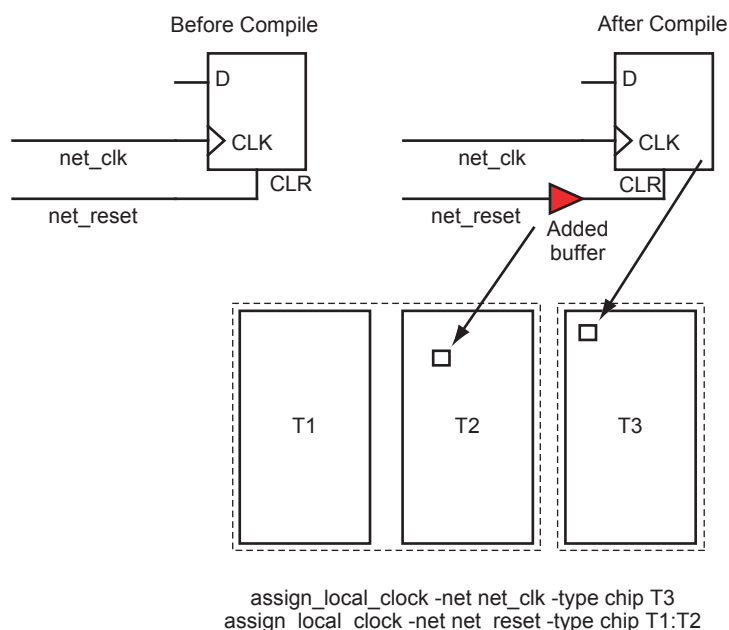 Before Compile
After Compile
D
D
CLK
CLK
net_clk
net_clk
CLR
CLR
net_reset
net_reset
Added
buffer
T1
T2
T3
assign_local_clock -net net_clk -type chip T3
assign_local_clock -net net_reset -type chip T1:T2